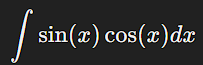 ∫ sin(x) cos(x)dx